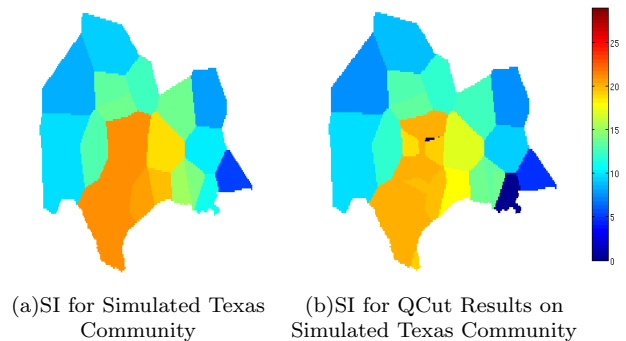 25
20
15
10
5
0
(a)SI for Simulated Texas
Community
(b)SI for QCut Results on
Simulated Texas Community